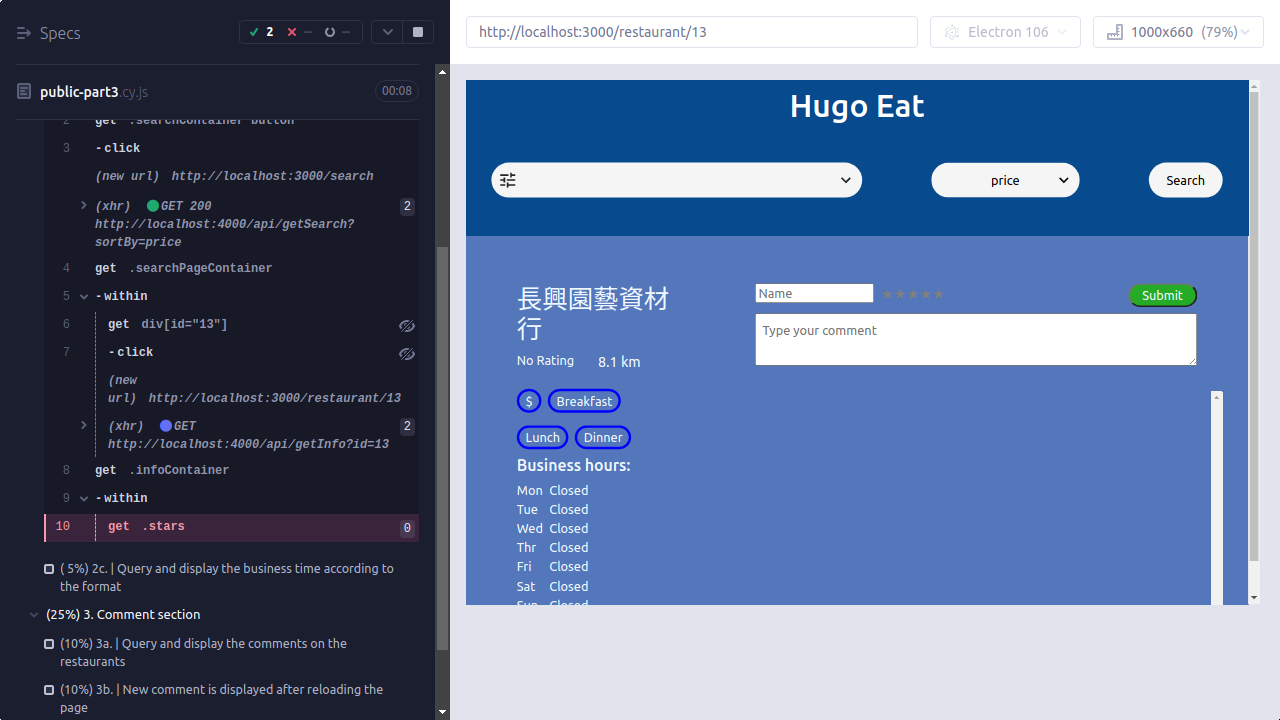 Specs
2
--
--
http://localhost:3000/restaurant/13
Electron 106
1000x660 (79%)
public-part3.cy.js
00:08
2 get .searchContainer button
3 -click
(new url) http://localhost:3000/search
(xhr) GET 200
http://localhost:4000/api/getSearch?
sortBy=price
2
4 get .searchPageContainer
5 -within
6 get div[id="13"]
7 -click
(new
url) http://localhost:3000/restaurant/13
(xhr) GET
http://localhost:4000/api/getInfo?id=13
2
8 get .infoContainer
9 -within
10 get .stars
0
( 5%) 2c. | Query and display the business time according to
the format
(25%) 3. Comment section
(10%) 3a. | Query and display the comments on the
restaurants
(10%) 3b. | New comment is displayed after reloading the
page
Hugo Eat
price
Search
長興園藝資材
行
No Rating 8.1 km
$ Breakfast
Lunch Dinner
Business hours:
Mon Closed
Tue Closed
Wed Closed
Thr Closed
Fri Closed
Sat Closed
Sun Closed
Name
★★★★★
Submit
Type your comment